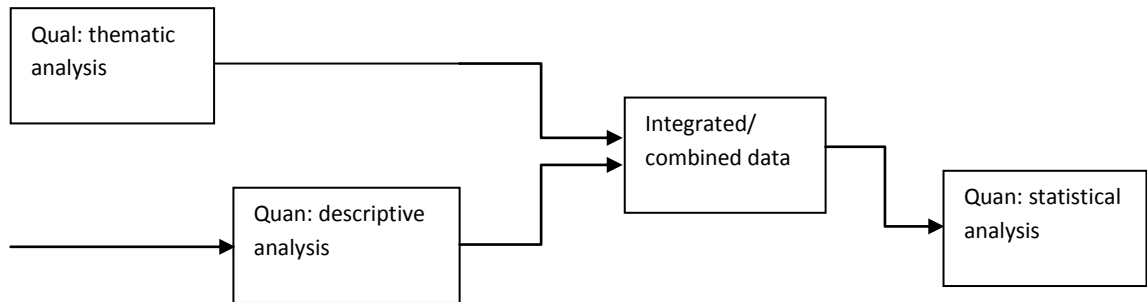 Qual: thematic
analysis
Integrated/
combined data
Quan: descriptive
analysis
Quan: statistical
analysis